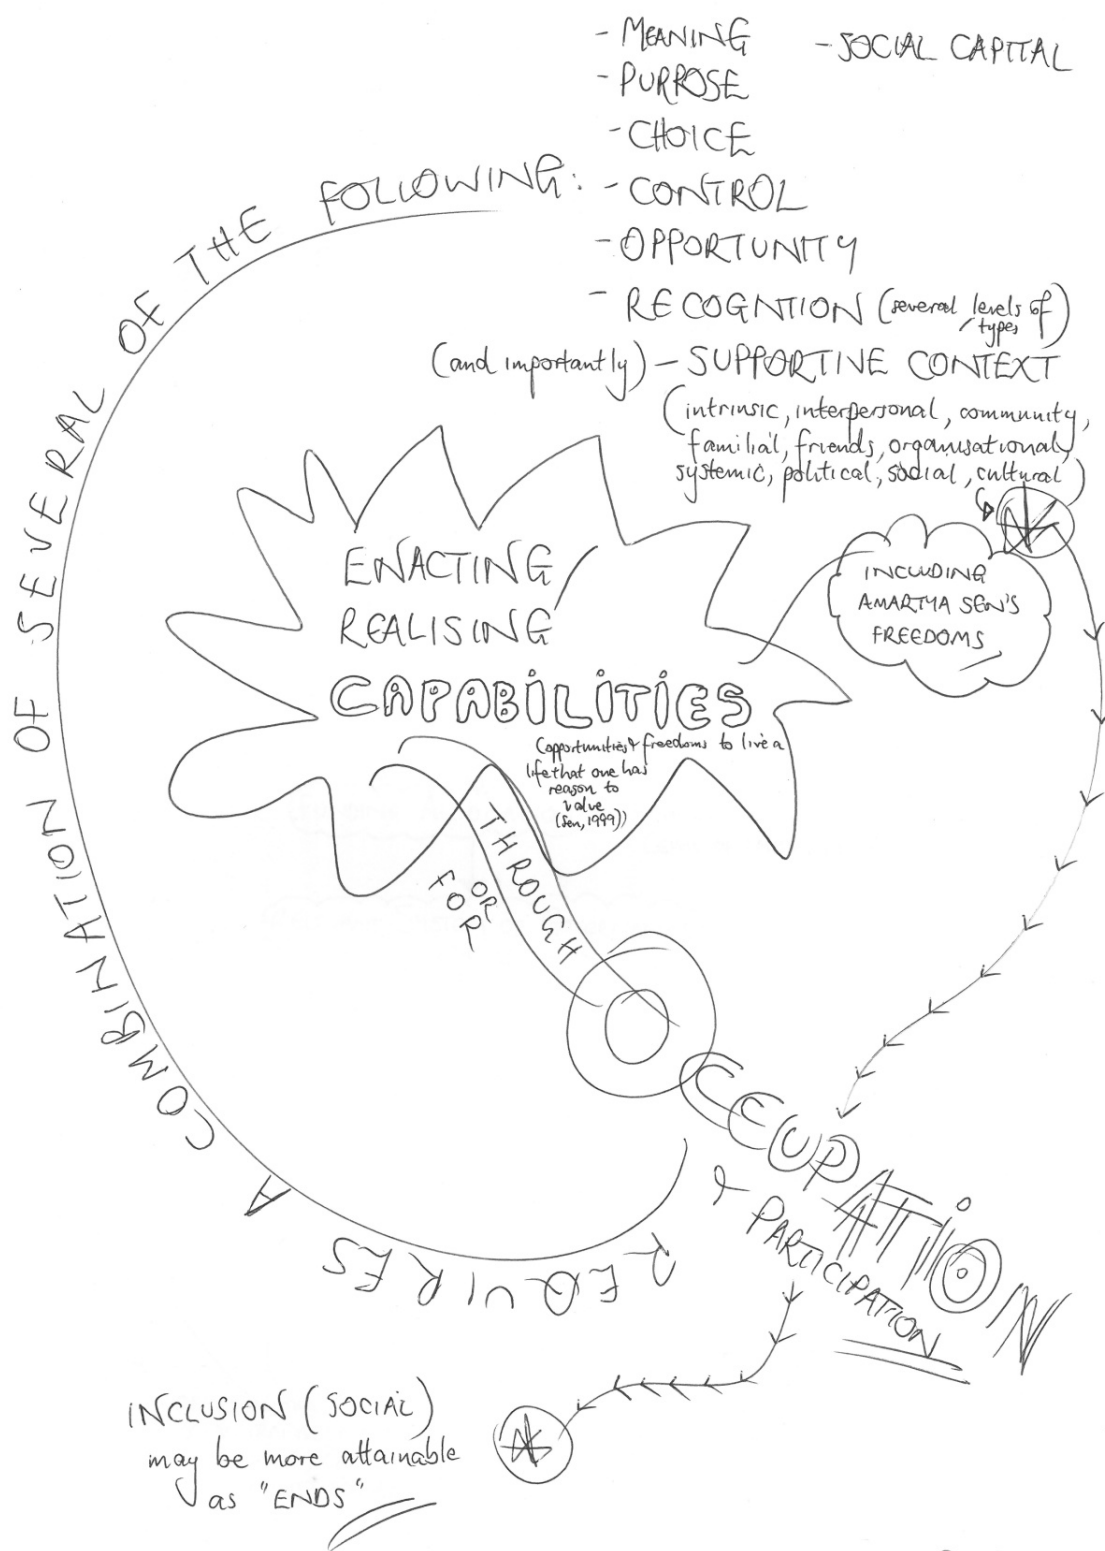 - MEANING
- SOCIAL CAPITAL
- PURPOSE
- CHOICE
- CONTROL
- OPPORTUNITY
- RECOGNTION (several levels of / types)
(and importantly) - SUPPORTIVE CONTEXT
(intrinsic, interpersonal, community,
familial, friends, organisational,
systemic, political, social, cultural)
INCLUDING
AMARTYA SEN'S
FREEDOMS
ENACTING /
REALISING
CAPABILITIES
(opportunities & freedoms to live a
life that one has
reason to
value
(Sen, 1999))
THROUGH
OR
FOR
OCCUPATION
& PARTICIPATION
REQUIRES A COMBINATION OF SEVERAL OF THE FOLLOWING:
INCLUSION (SOCIAL)
may be more attainable
as "ENDS"